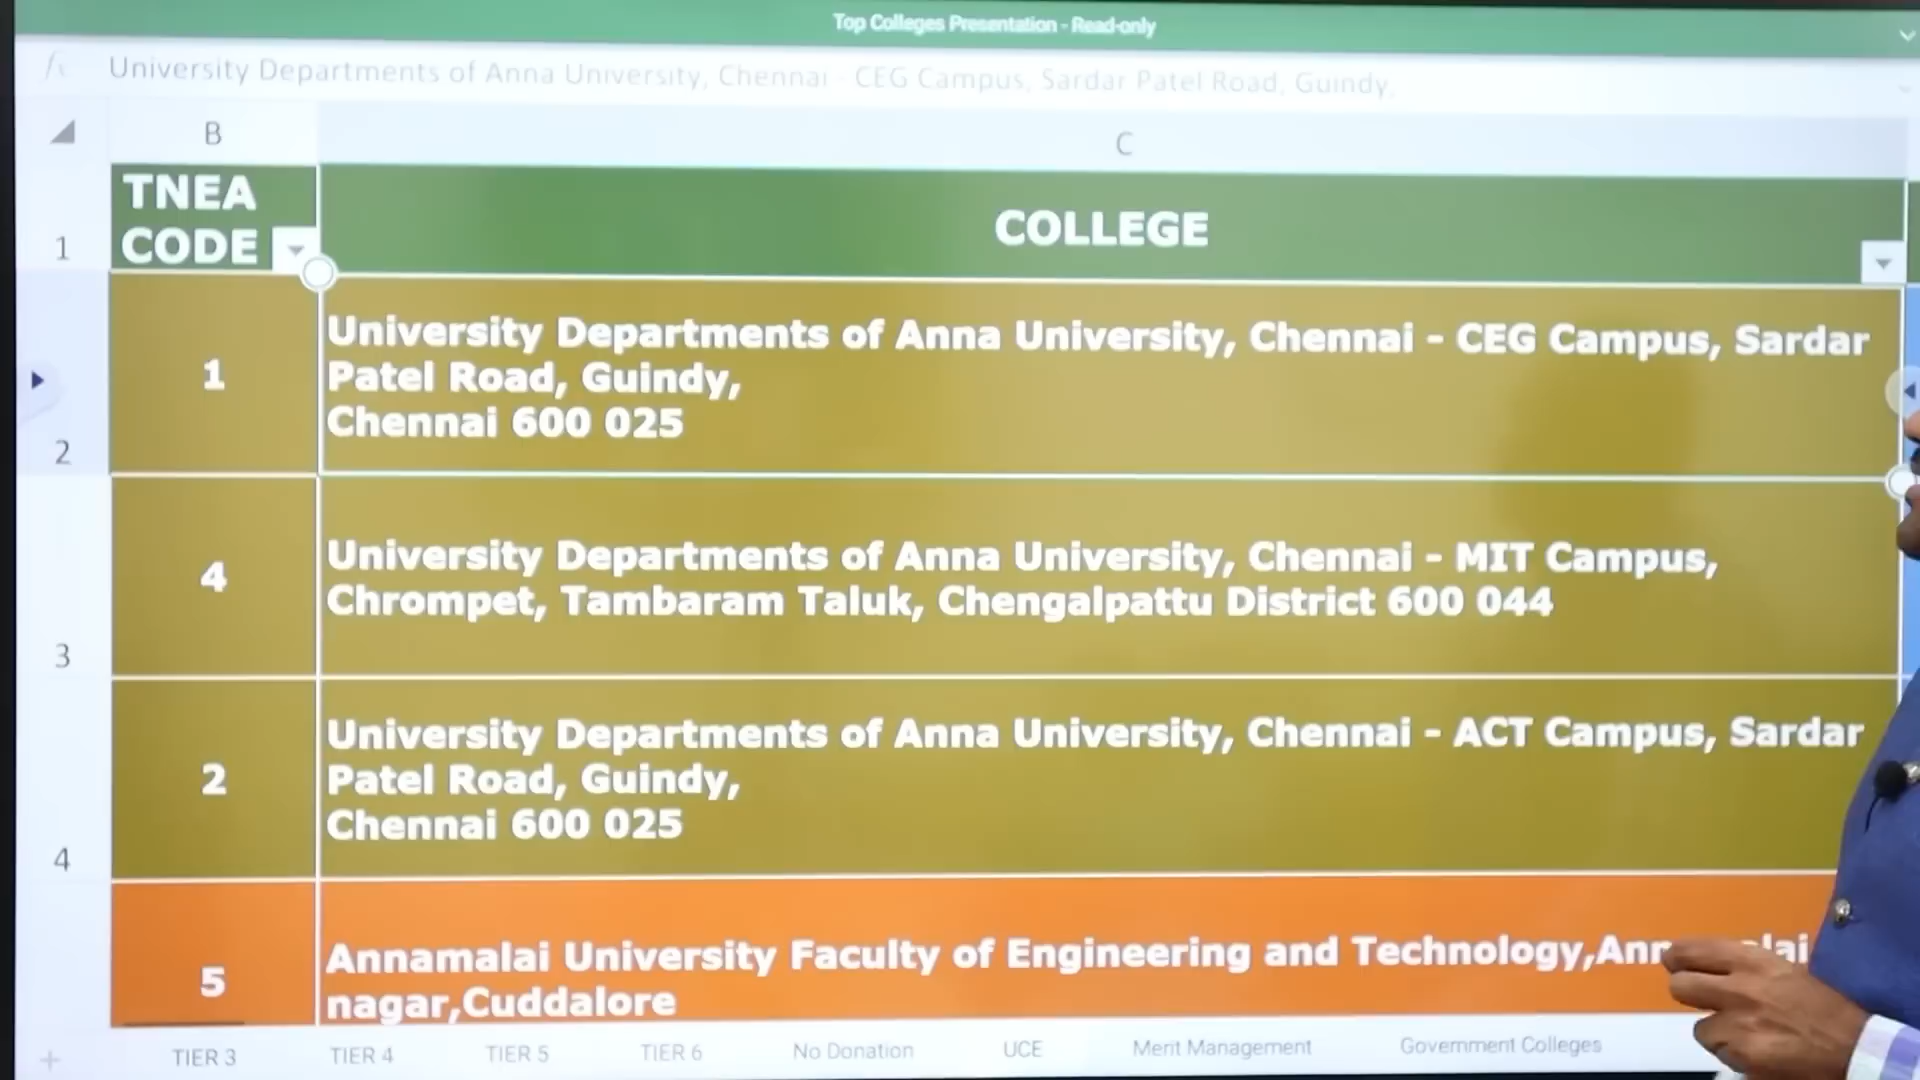 Top Colleges Presentation - Read-only
fx University Departments of Anna University, Chennai - CEG Campus, Sardar Patel Road, Guindy,
B C
TNEA
CODE
COLLEGE
1
1
University Departments of Anna University, Chennai - CEG Campus, Sardar
Patel Road, Guindy,
Chennai 600 025
2
4
University Departments of Anna University, Chennai - MIT Campus,
Chrompet, Tambaram Taluk, Chengalpattu District 600 044
3
2
University Departments of Anna University, Chennai - ACT Campus, Sardar
Patel Road, Guindy,
Chennai 600 025
4
5
Annamalai University Faculty of Engineering and Technology,
nagar,Cuddalore
TIER 3 TIER 4 TIER 5 TIER 6 No Donation UCE Merit Management Government Colleges